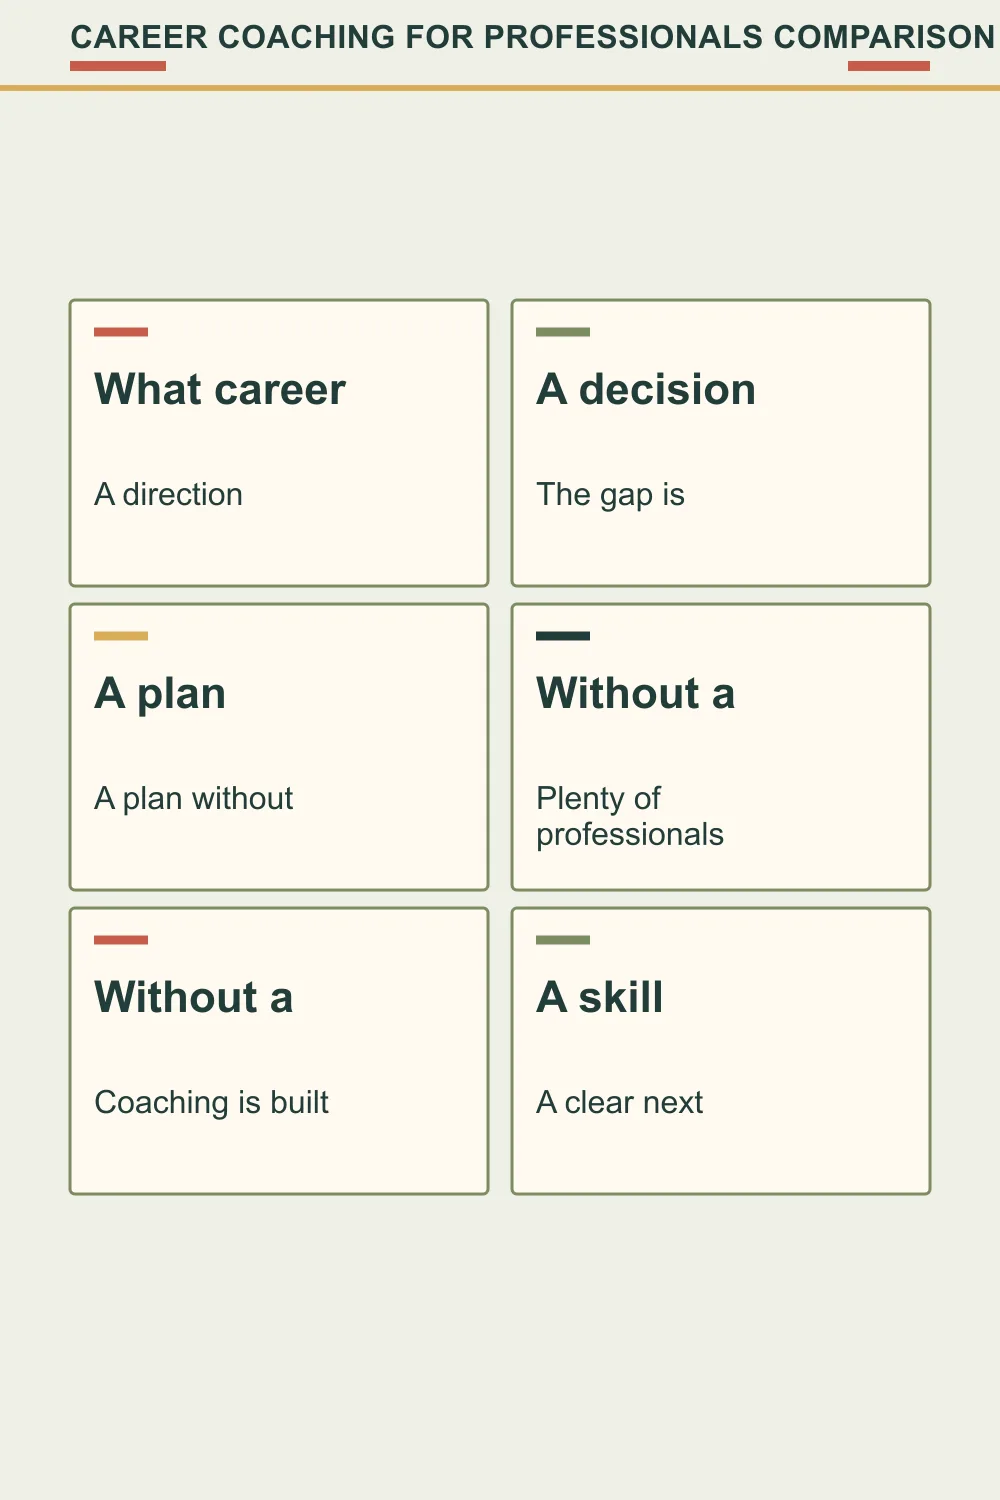 CAREER COACHING FOR PROFESSIONALS COMPARISON
What career
A direction
A decision
The gap is
A plan
A plan without
Without a
Plenty of
professionals
Without a
Coaching is built
A skill
A clear next